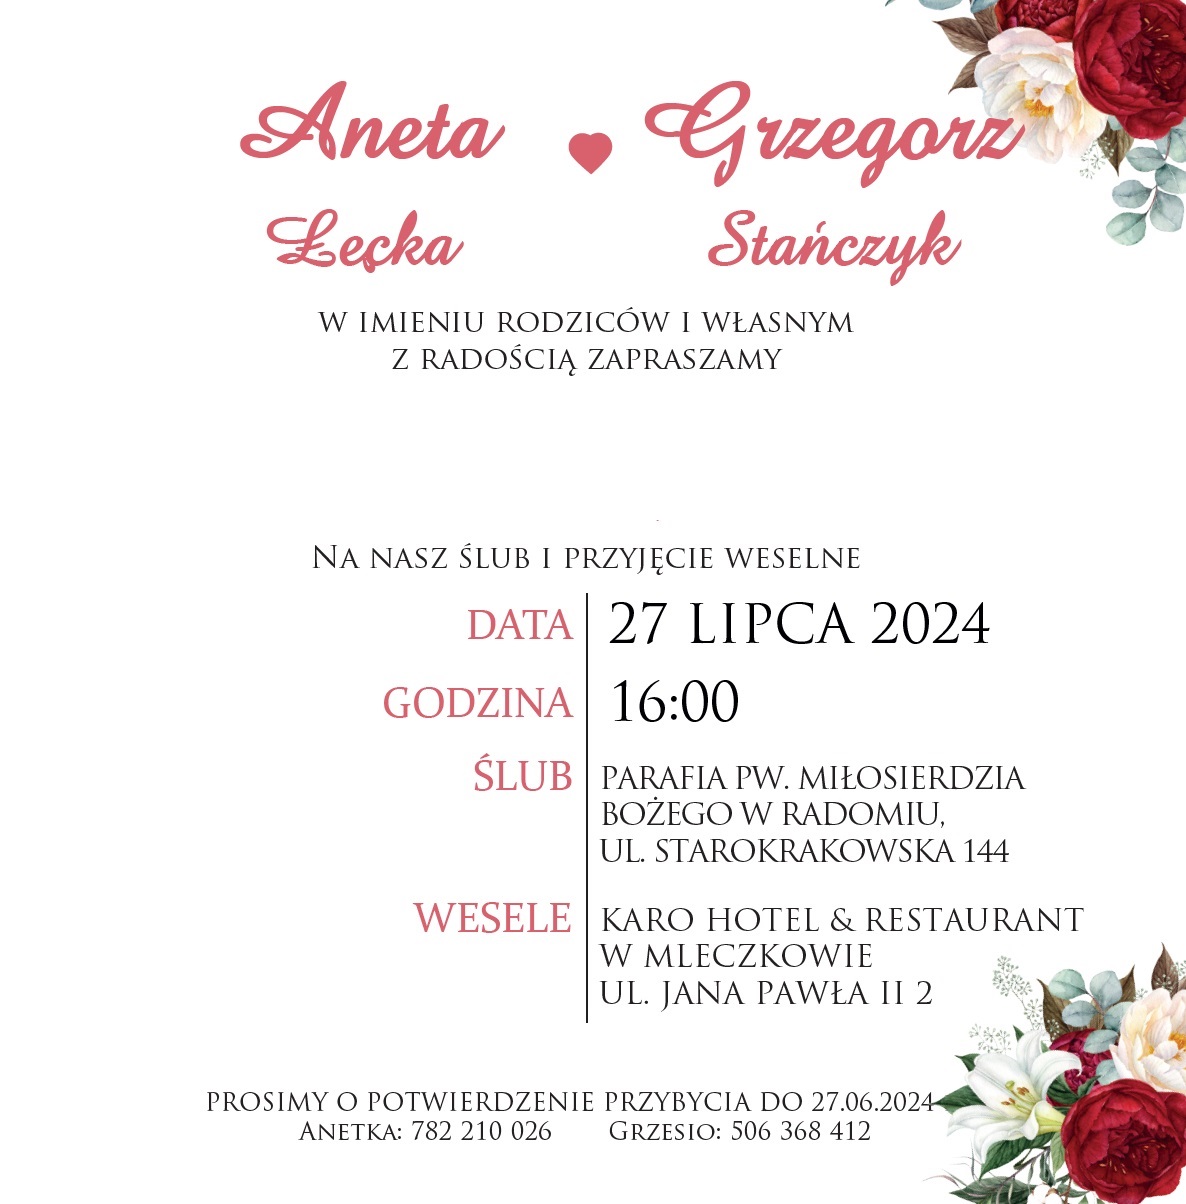 Aneta Grzegorz
Łęcka Stańczyk
W IMIENIU RODZICÓW I WŁASNYM
Z RADOŚCIĄ ZAPRASZAMY
NA NASZ ŚLUB I PRZYJĘCIE WESELNE
DATA 27 LIPCA 2024
GODZINA 16:00
ŚLUB PARAFIA PW. MIŁOSIERDZIA
BOŻEGO W RADOMIU,
UL. STAROKRAKOWSKA 144
WESELE KARO HOTEL & RESTAURANT
W MLECZKOWIE
UL. JANA PAWŁA II 2
PROSIMY O POTWIERDZENIE PRZYBYCIA DO 27.06.2024
ANETKA: 782 210 026 GRZESIO: 506 368 412